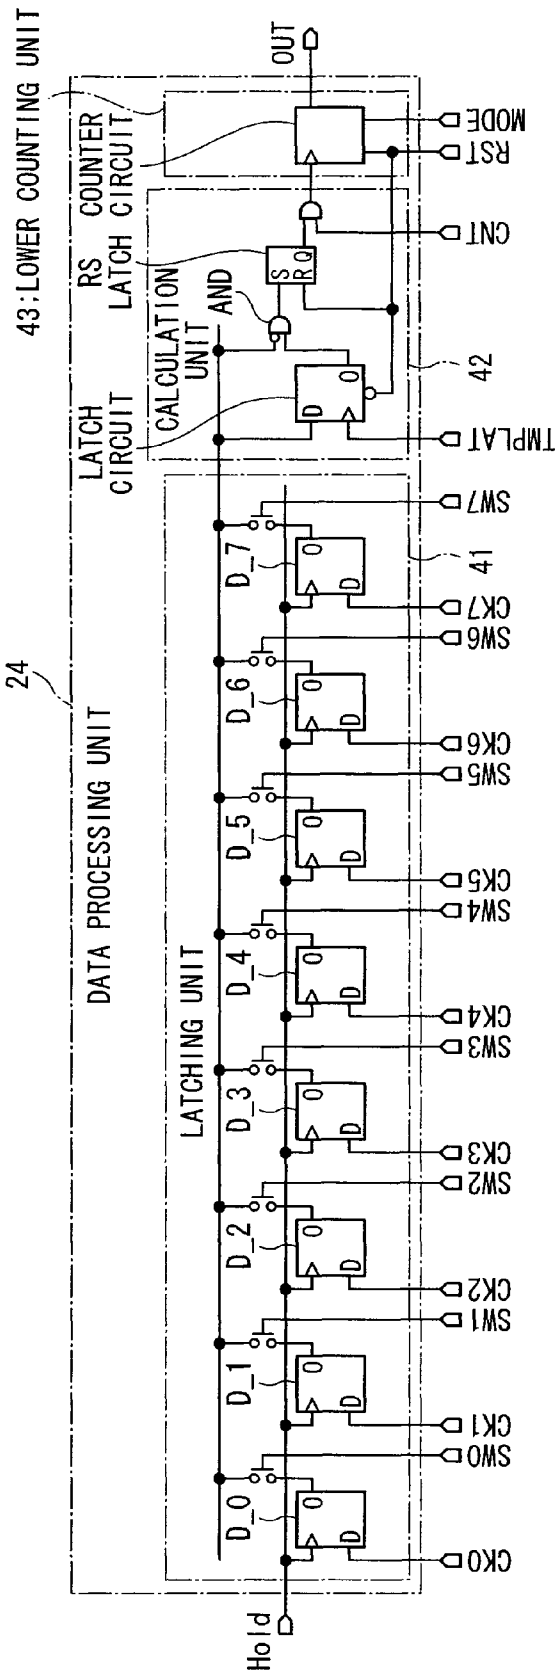 24
DATA PROCESSING UNIT
43:LOWER COUNTING UNIT
LATCHING UNIT
LATCH
CIRCUIT
CALCULATION
UNIT
AND
RS
LATCH
COUNTER
CIRCUIT
OUT
D_0
D_1
D_2
D_3
D_4
D_5
D_6
D_7
O
D
O
D
O
D
O
D
O
D
O
D
O
D
O
D
D
O
S
R Q
Hold
41
42
CK0
SW0
CK1
SW1
CK2
SW2
CK3
SW3
CK4
SW4
CK5
SW5
CK6
SW6
CK7
SW7
TMPLAT
CNT
RST
MODE